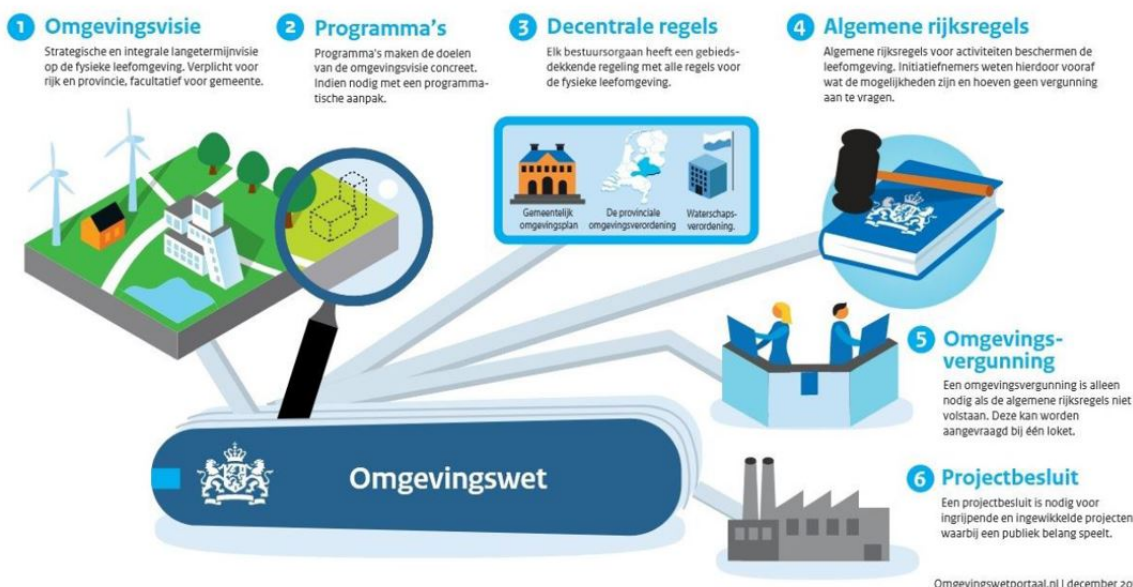 1 Omgevingsvisie
Strategische en integrale langetermijnvisie
op de fysieke leefomgeving. Verplicht voor
rijk en provincie, facultatief voor gemeente.
2 Programma's
Programma's maken de doelen
van de omgevingsvisie concreet.
Indien nodig met een programma-
tische aanpak.
3 Decentrale regels
Elk bestuursorgaan heeft een gebieds-
dekkende regeling met alle regels voor
de fysieke leefomgeving.
Gemeentelijk
omgevingsplan
De provinciale
omgevingsverordening
Waterschaps-
verordening.
4 Algemene rijksregels
Algemene rijksregels voor activiteiten beschermen de
leefomgeving. Initiatiefnemers weten hierdoor vooraf
wat de mogelijkheden zijn en hoeven geen vergunning
aan te vragen.
5 Omgevings-
vergunning
Een omgevingsvergunning is alleen
nodig als de algemene rijksregels niet
volstaan. Deze kan worden
aangevraagd bij één loket.
6 Projectbesluit
Een projectbesluit is nodig voor
ingrijpende en ingewikkelde projecten
waarbij een publiek belang speelt.
Omgevingswet
Omgevingswetportaal.nl | december 20